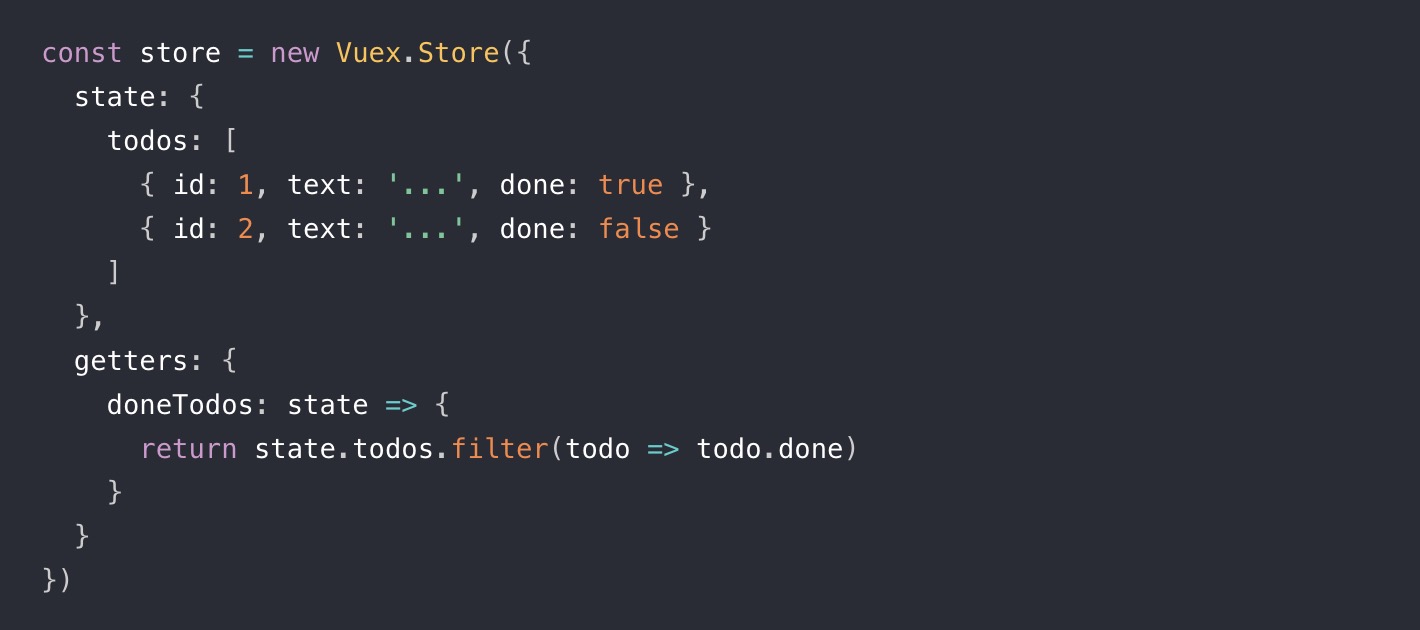 const store = new Vuex.Store({
  state: {
    todos: [
      { id: 1, text: '...', done: true },
      { id: 2, text: '...', done: false }
    ]
  },
  getters: {
    doneTodos: state => {
      return state.todos.filter(todo => todo.done)
    }
  }
})